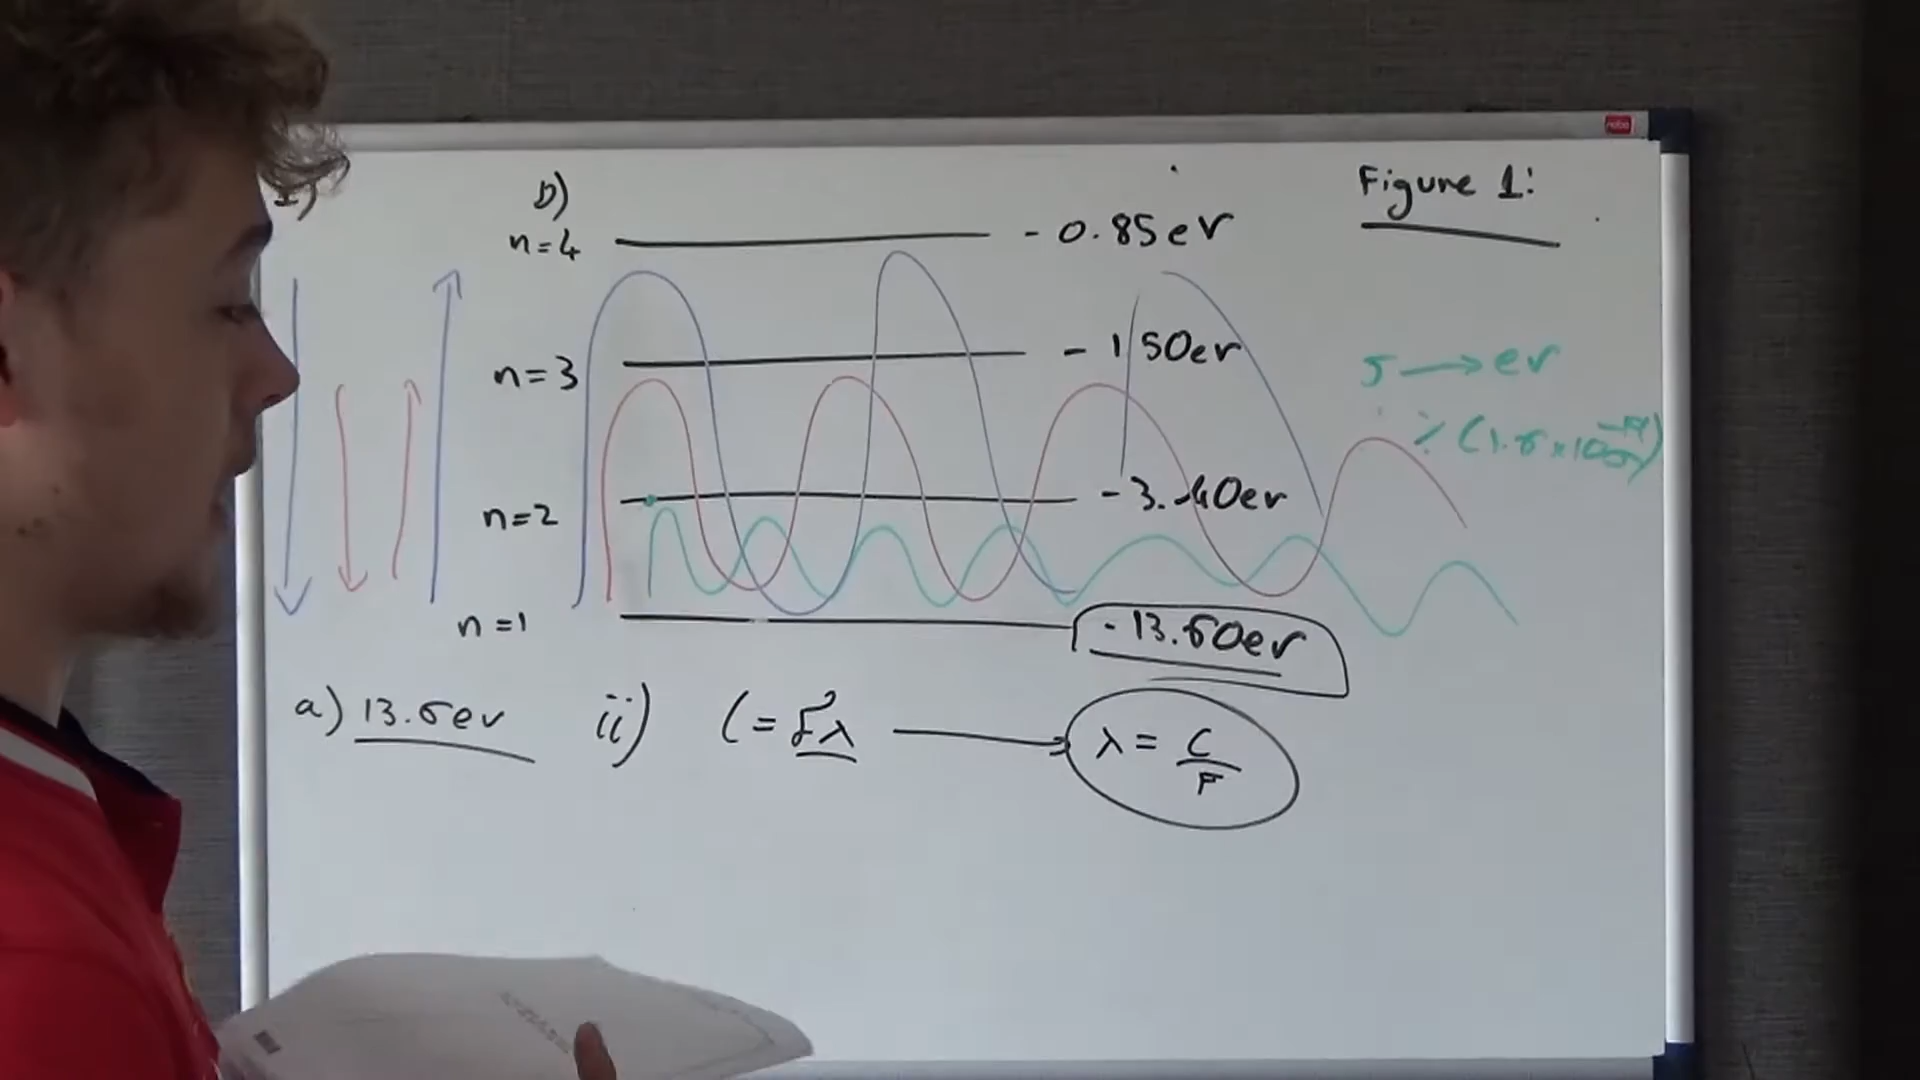 b)
Figure 1:
n=4 -0.85eV
n=3 -1.50eV
J → eV
÷ (1.6×10⁻¹⁹)
n=2 -3.40eV
n=1 -13.60eV
a) 13.6eV ii) C = fλ → λ = C/F